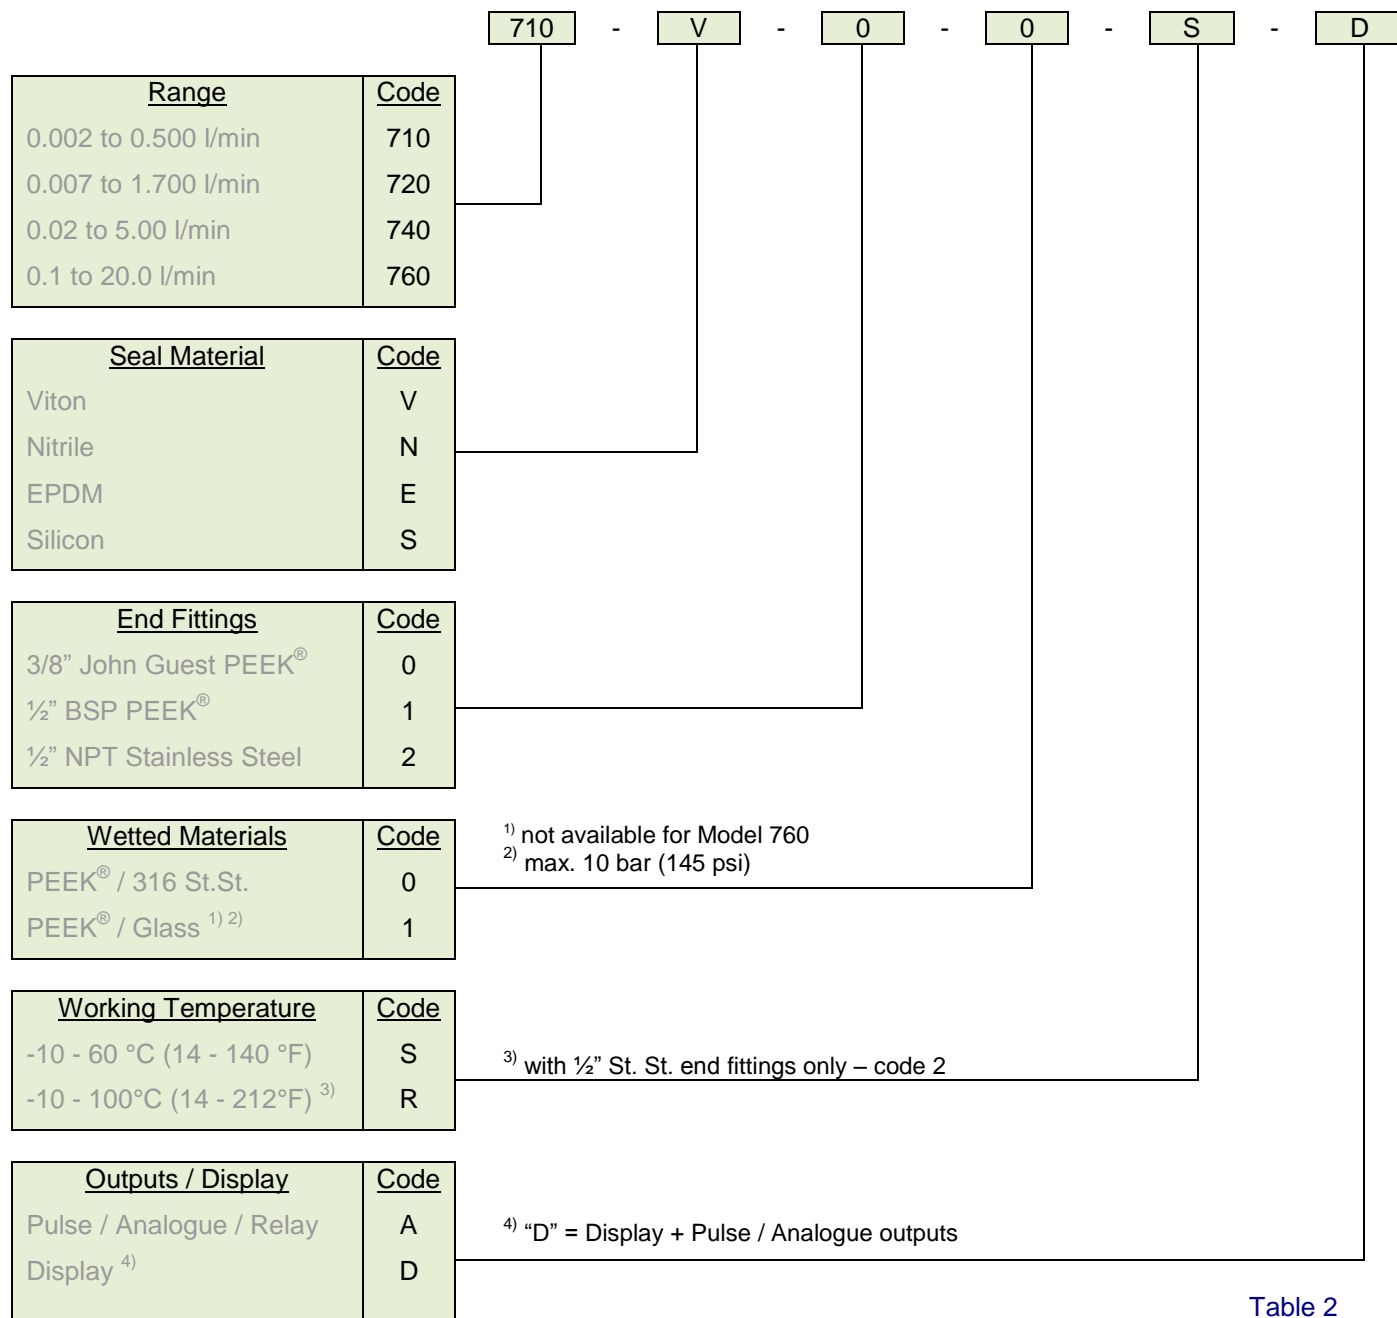 710 - V - 0 - 0 - S - D
Range Code
0.002 to 0.500 l/min 710
0.007 to 1.700 l/min 720
0.02 to 5.00 l/min 740
0.1 to 20.0 l/min 760
Seal Material Code
Viton V
Nitrile N
EPDM E
Silicon S
End Fittings Code
3/8” John Guest PEEK® 0
½” BSP PEEK® 1
½” NPT Stainless Steel 2
Wetted Materials Code
PEEK® / 316 St.St. 0
PEEK® / Glass 1) 2) 1
1) not available for Model 760
2) max. 10 bar (145 psi)
Working Temperature Code
-10 - 60 °C (14 - 140 °F) S
-10 - 100°C (14 - 212°F) 3) R
3) with ½” St. St. end fittings only – code 2
Outputs / Display Code
Pulse / Analogue / Relay A
Display 4) D
4) “D” = Display + Pulse / Analogue outputs
Table 2